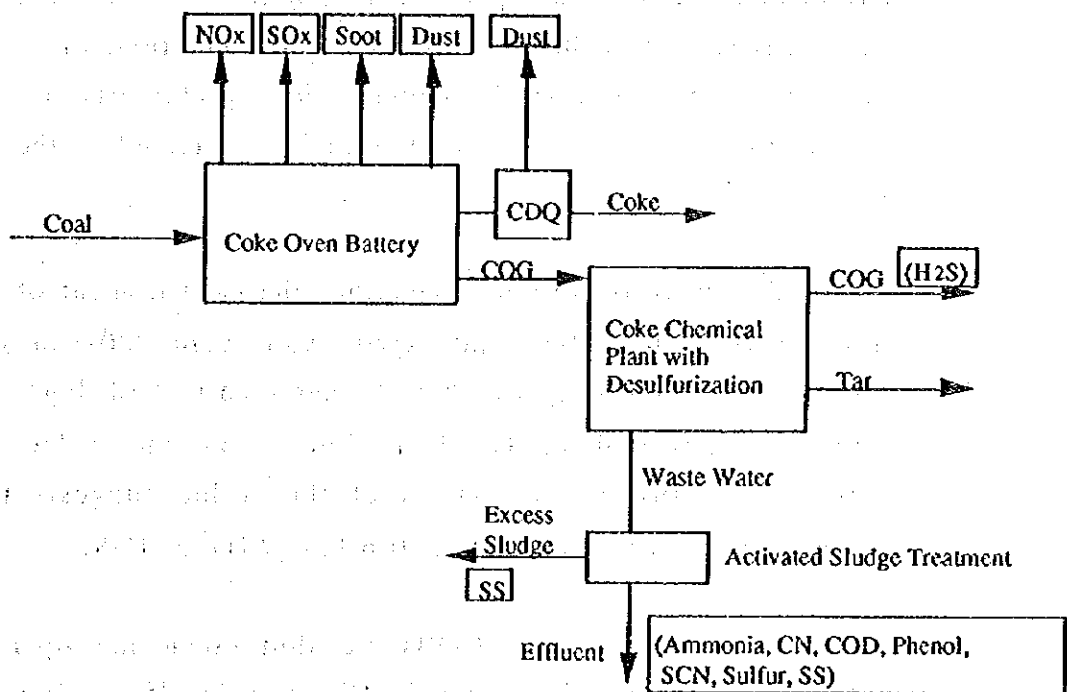 NOx SOx Soot Dust Dust
Coal
Coke Oven Battery
CDQ
Coke
COG
COG (H2S)
Coke Chemical
Plant with
Desulfurization
Tar
Waste Water
Excess
Sludge
SS
Activated Sludge Treatment
Effluent
(Ammonia, CN, COD, Phenol,
SCN, Sulfur, SS)